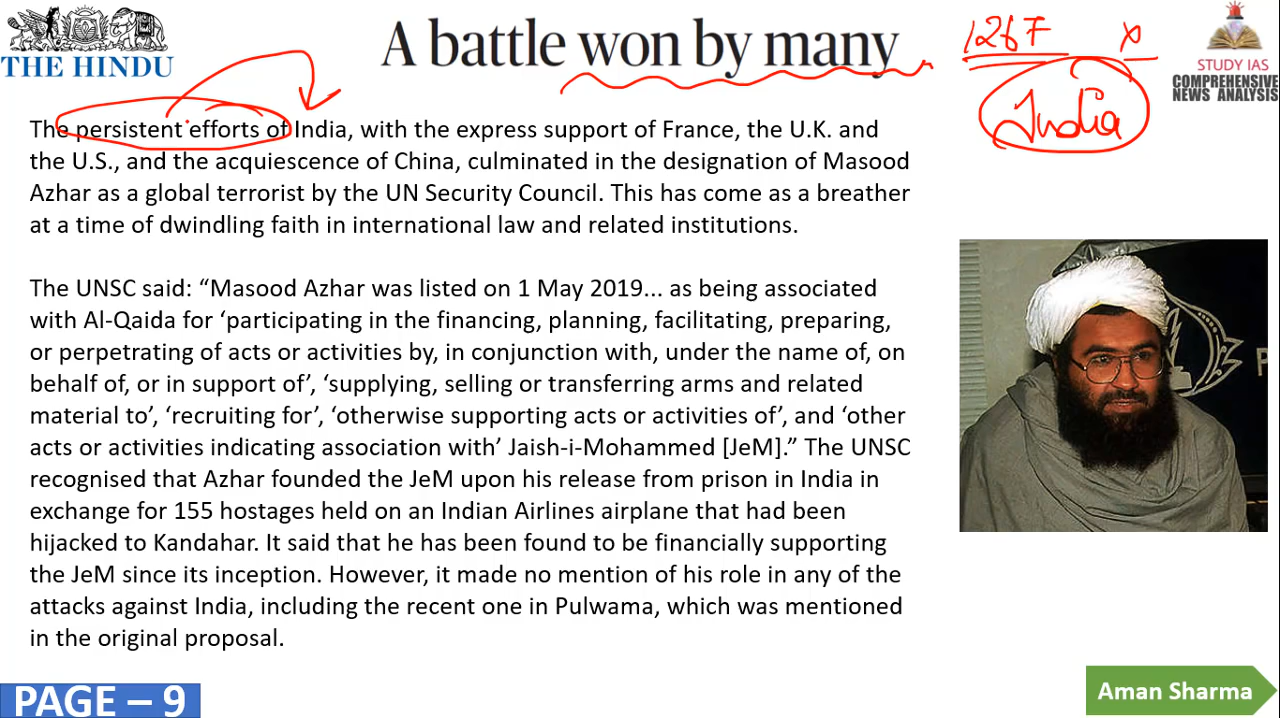 THE HINDU
A battle won by many
1267
India
STUDY IAS
COMPREHENSIVE
NEWS ANALYSIS
The persistent efforts of India, with the express support of France, the U.K. and
the U.S., and the acquiescence of China, culminated in the designation of Masood
Azhar as a global terrorist by the UN Security Council. This has come as a breather
at a time of dwindling faith in international law and related institutions.
The UNSC said: “Masood Azhar was listed on 1 May 2019... as being associated
with Al-Qaida for ‘participating in the financing, planning, facilitating, preparing,
or perpetrating of acts or activities by, in conjunction with, under the name of, on
behalf of, or in support of’, ‘supplying, selling or transferring arms and related
material to’, ‘recruiting for’, ‘otherwise supporting acts or activities of’, and ‘other
acts or activities indicating association with’ Jaish-i-Mohammed [JeM].” The UNSC
recognised that Azhar founded the JeM upon his release from prison in India in
exchange for 155 hostages held on an Indian Airlines airplane that had been
hijacked to Kandahar. It said that he has been found to be financially supporting
the JeM since its inception. However, it made no mention of his role in any of the
attacks against India, including the recent one in Pulwama, which was mentioned
in the original proposal.
P
PAGE – 9
Aman Sharma